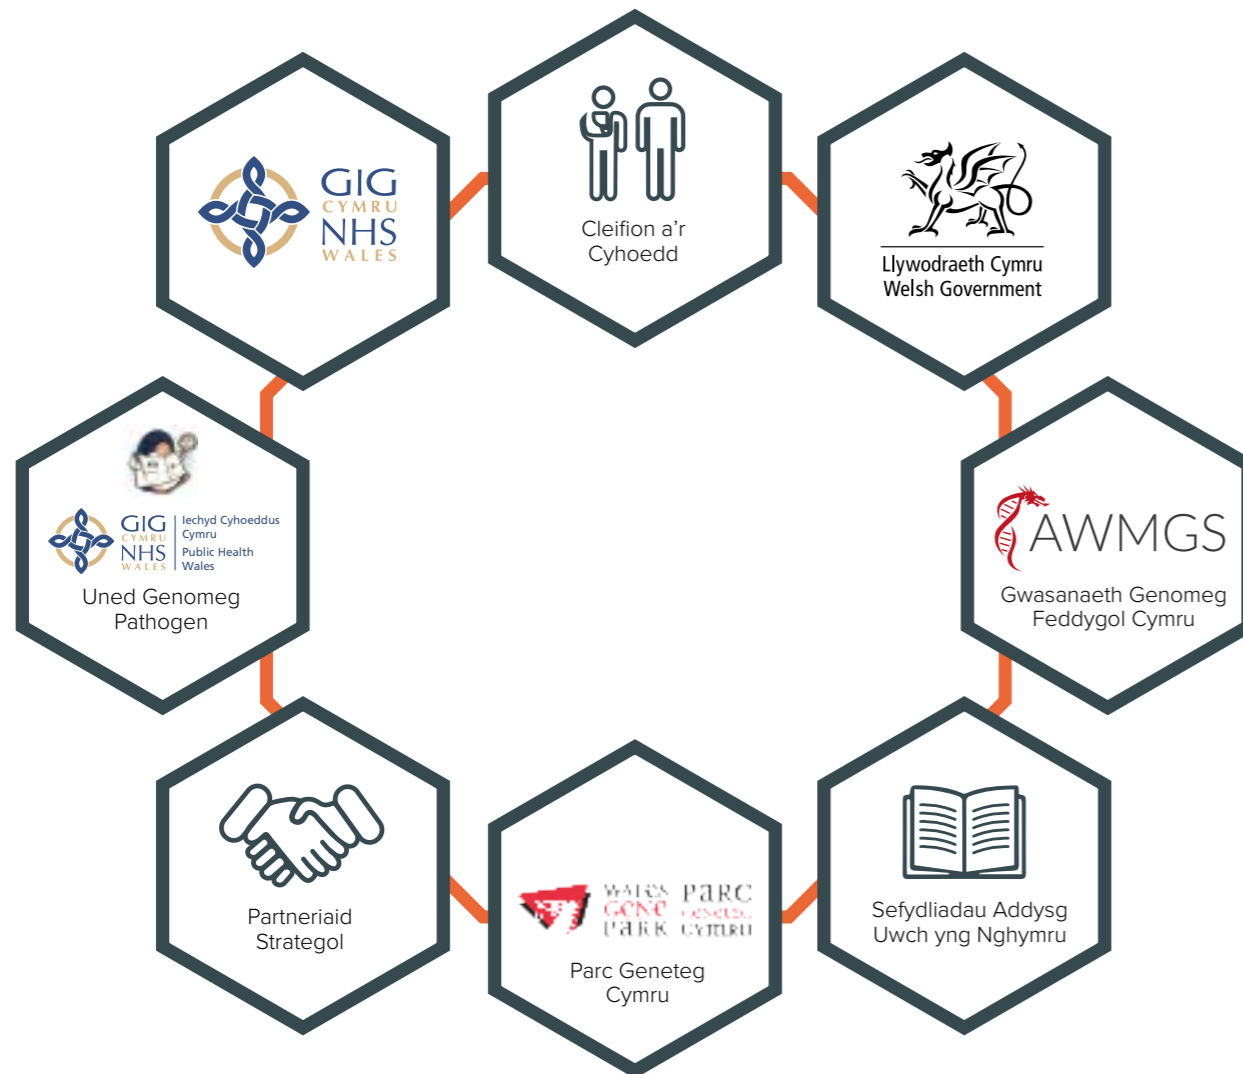 Cleifion a'r
Cyhoedd
GIG
CYMRU
NHS
WALES
Llywodraeth Cymru
Welsh Government
GIG
CYMRU
NHS
WALES
Iechyd Cyhoeddus
Cymru
Public Health
Wales
Uned Genomeg
Pathogen
AWMGS
Gwasanaeth Genomeg
Feddygol Cymru
Partneriaid
Strategol
WALES
GENE
PARK
PARC
GENETEG
CYMRU
Parc Geneteg
Cymru
Sefydliadau Addysg
Uwch yng Nghymru